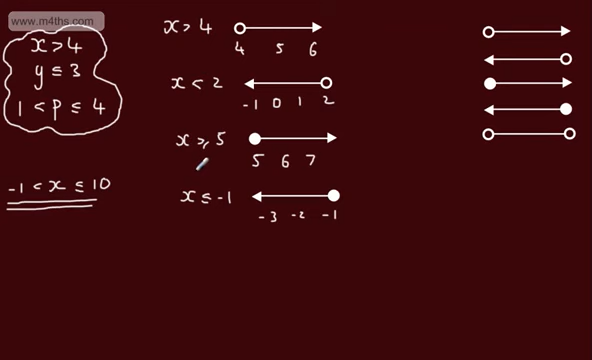 www.m4ths.com
x > 4
y ≤ 3
1 < p ≤ 4
-1 < x ≤ 10
x > 4
4 5 6
x < 2
-1 0 1 2
x ≥ 5
5 6 7
x ≤ -1
-3 -2 -1